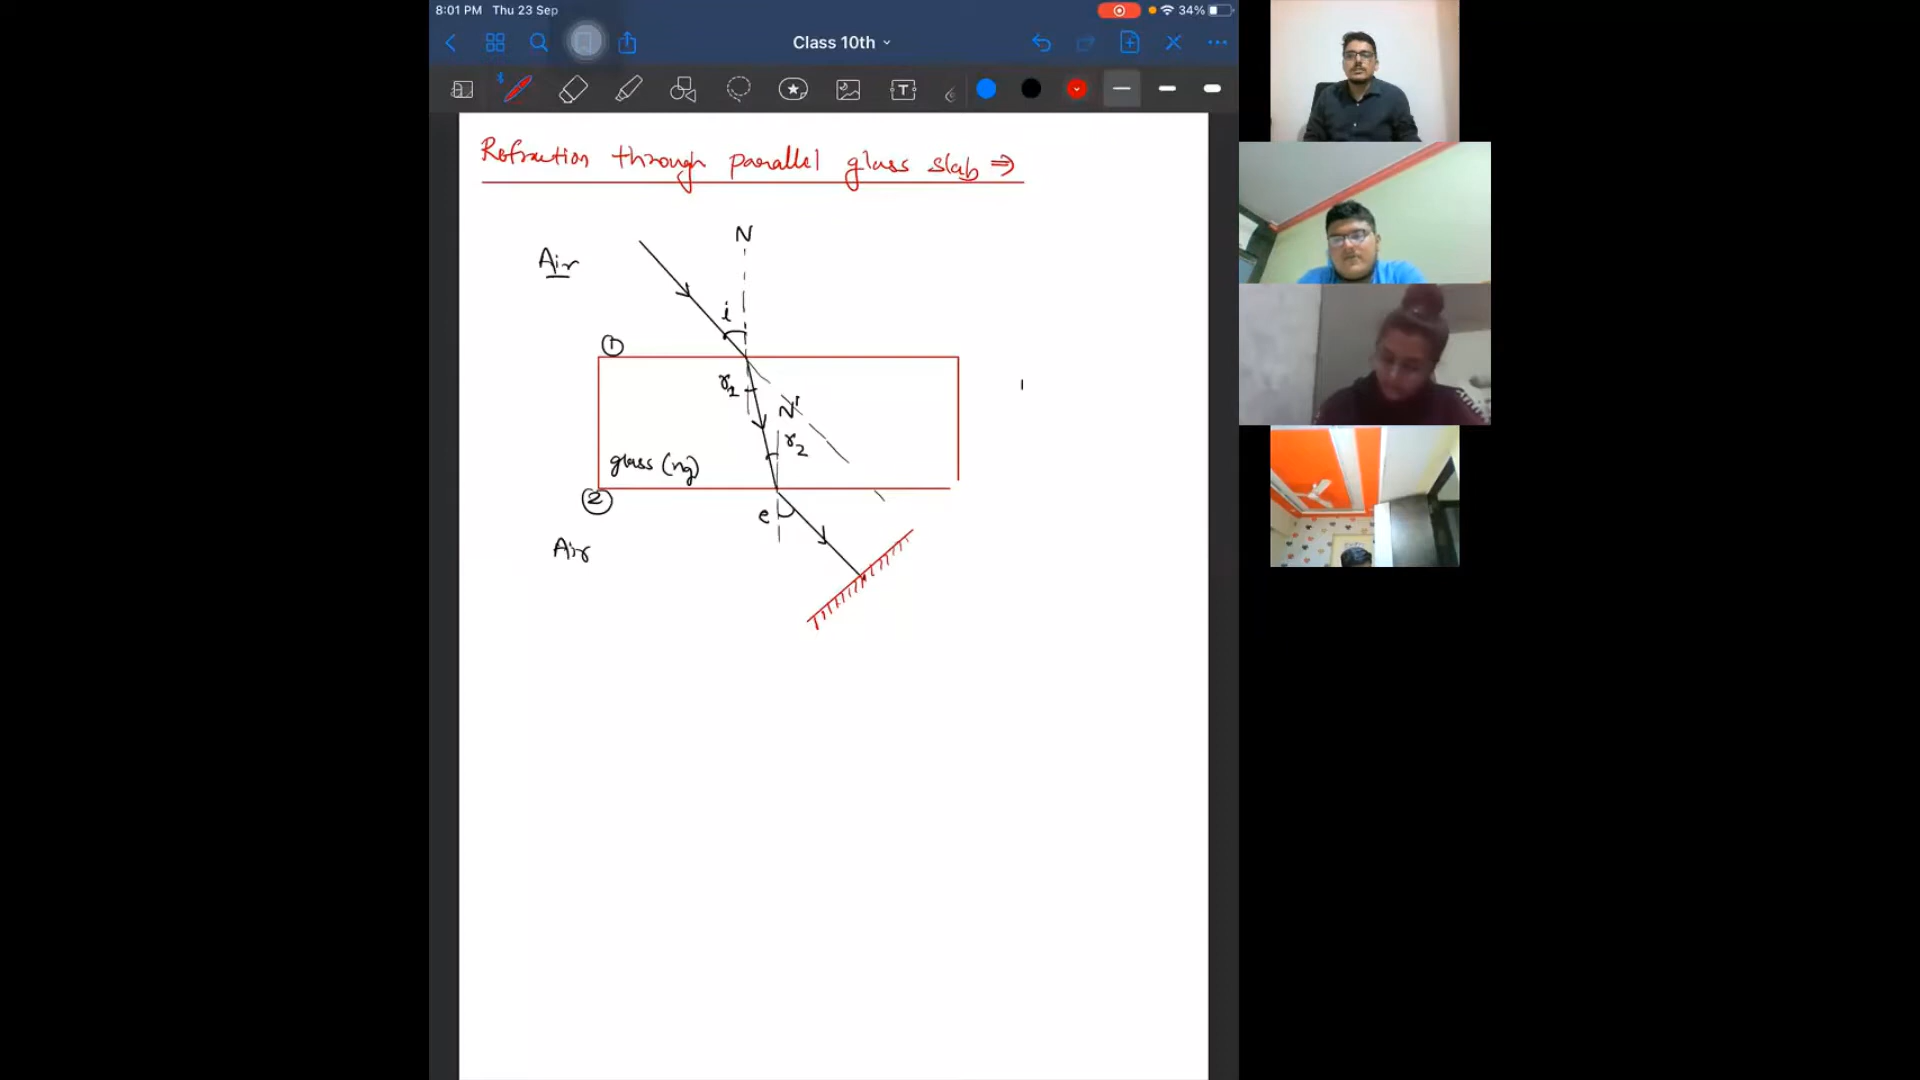 8:01 PM Thu 23 Sep
34%
Class 10th
T
Refraction through parallel glass slab ⇒
N
Air
i
①
r₁
N'
r₂
glass (ng)
②
e
Air